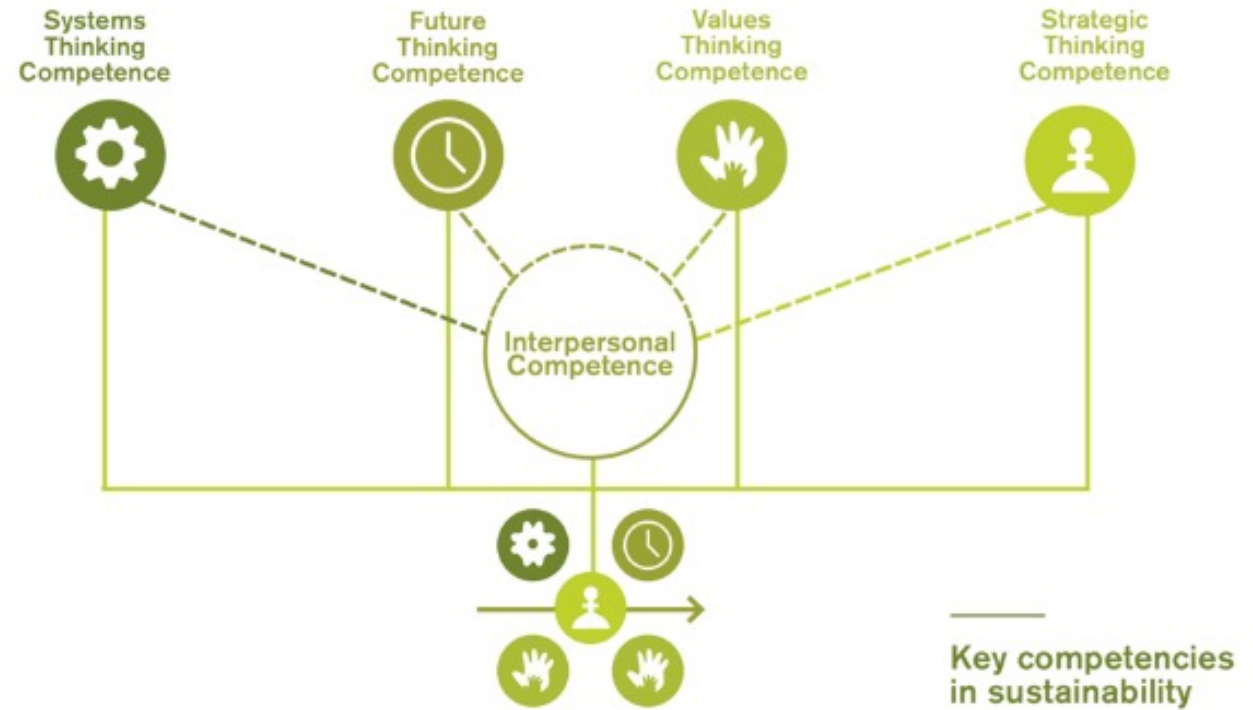 Systems
Thinking
Competence
Future
Thinking
Competence
Values
Thinking
Competence
Strategic
Thinking
Competence
Interpersonal
Competence
Key competencies
in sustainability